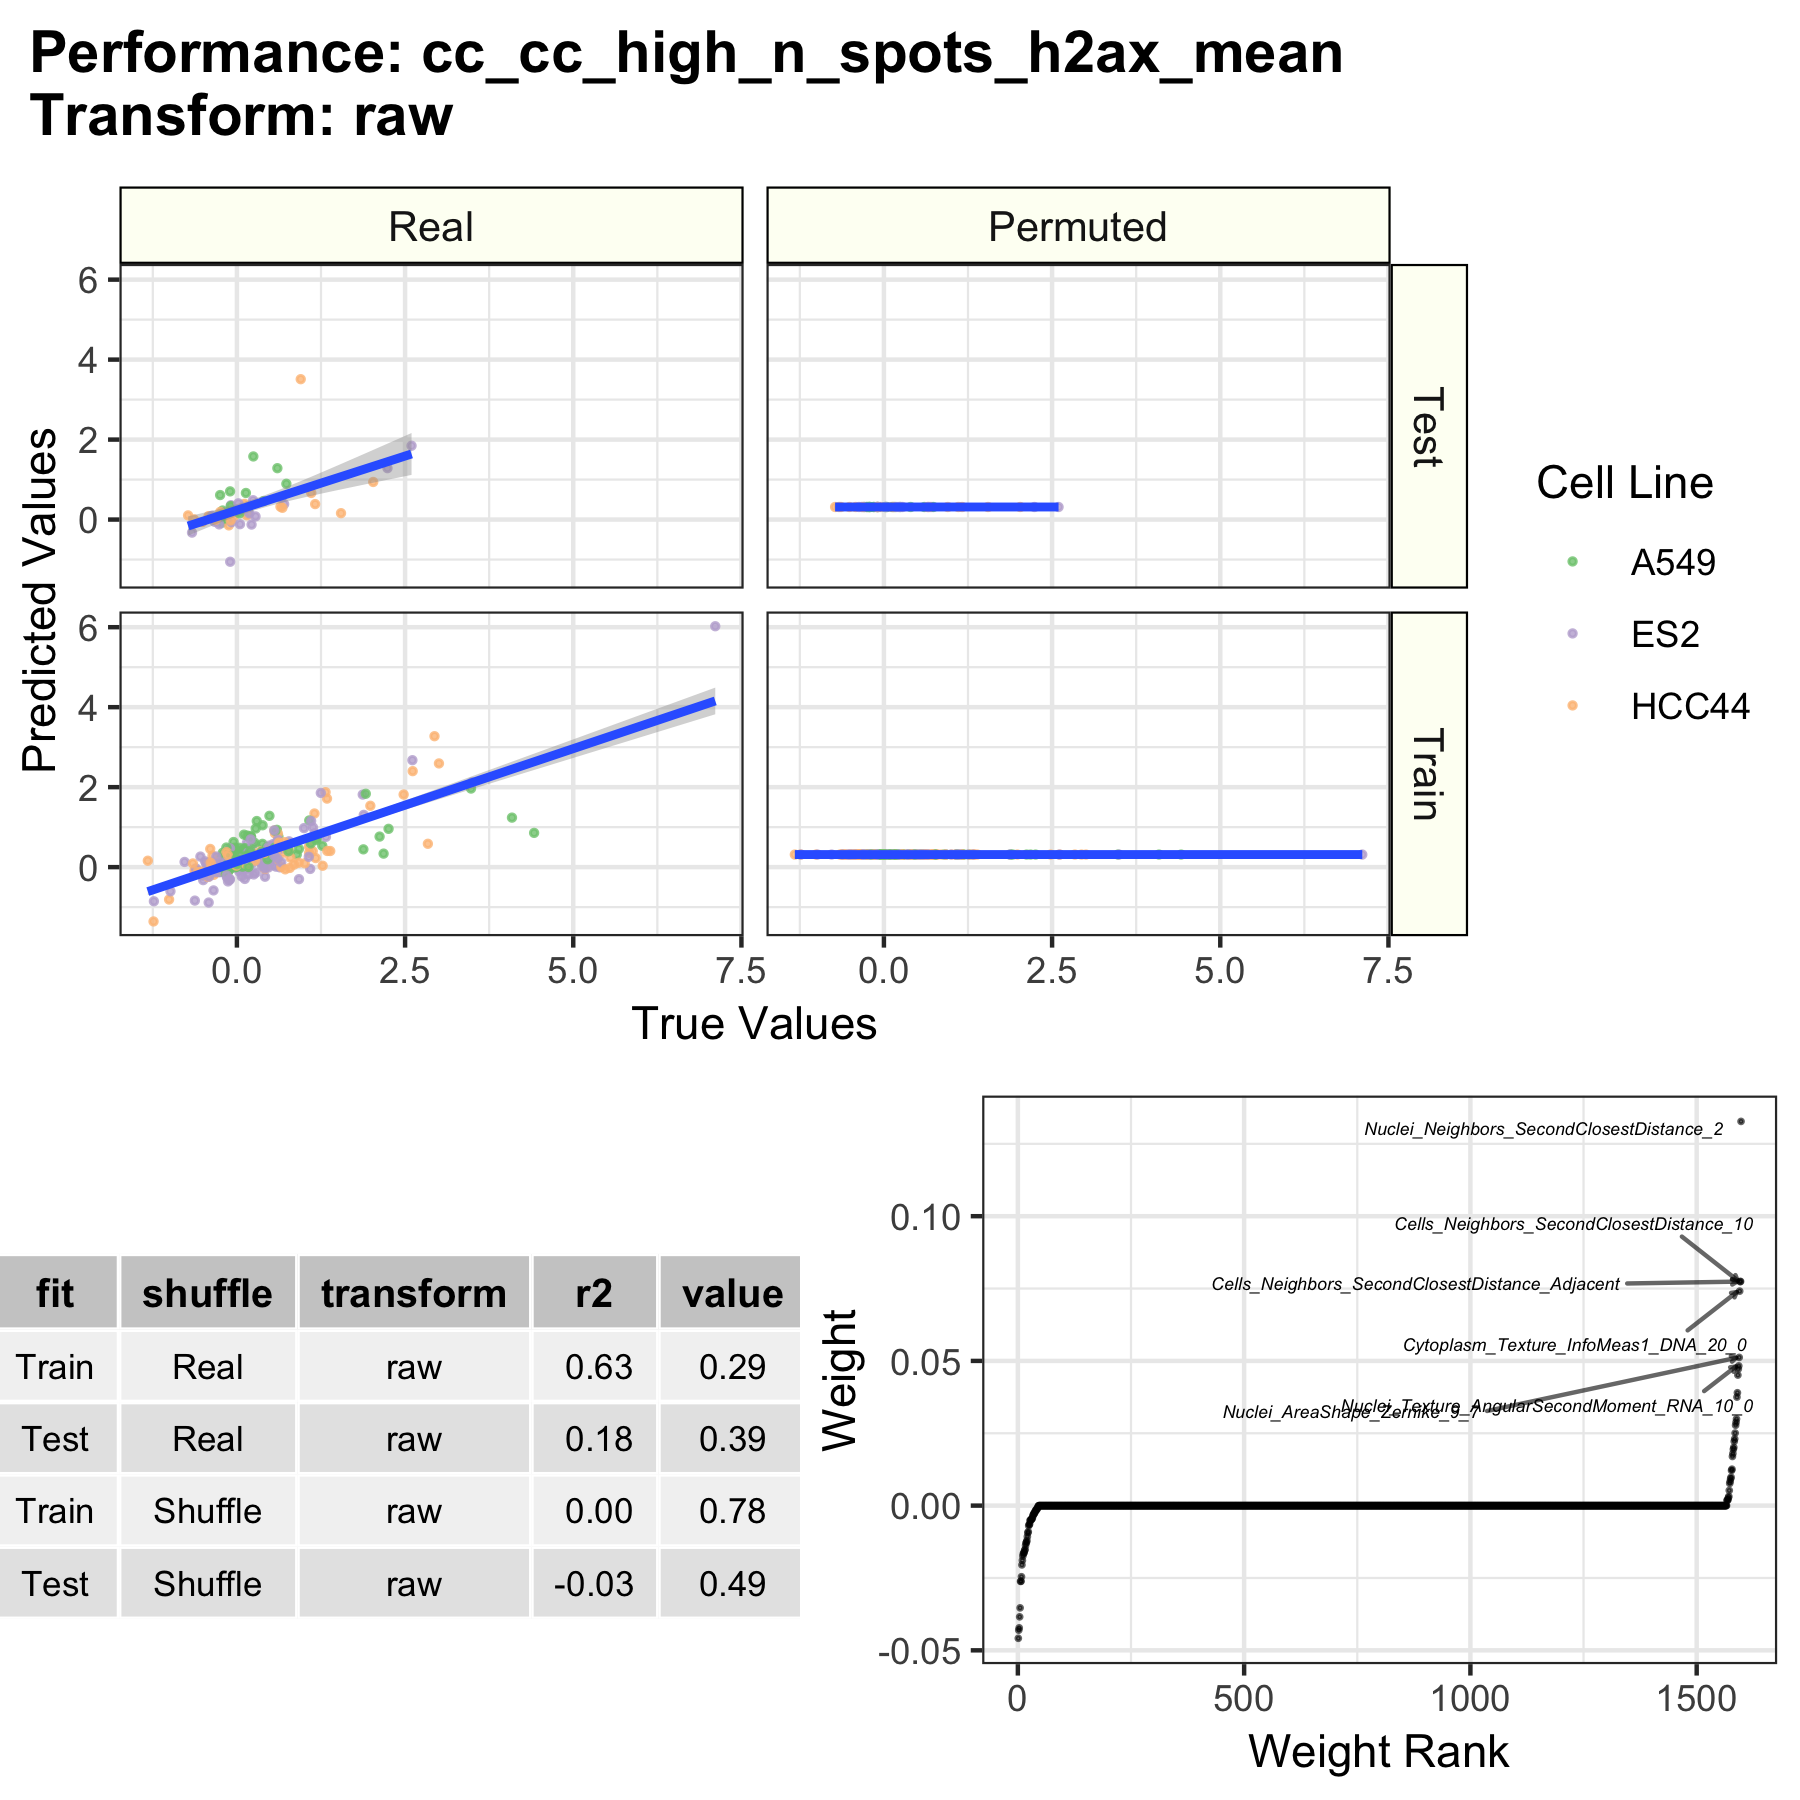 Performance: cc_cc_high_n_spots_h2ax_mean
Transform: raw
Real
Permuted
6
4
2
0
Test
6
4
2
0
Train
Predicted Values
0.0
2.5
5.0
7.5
0.0
2.5
5.0
7.5
True Values
Cell Line
A549
ES2
HCC44
fit shuffle transform r2 value
Train Real raw 0.63 0.29
Test Real raw 0.18 0.39
Train Shuffle raw 0.00 0.78
Test Shuffle raw -0.03 0.49
Weight
0.10
0.05
0.00
-0.05
Nuclei_Neighbors_SecondClosestDistance_2
Cells_Neighbors_SecondClosestDistance_10
Cells_Neighbors_SecondClosestDistance_Adjacent
Cytoplasm_Texture_InfoMeas1_DNA_20_0
Nuclei_Texture_AngularSecondMoment_RNA_10_0
Nuclei_AreaShape_Zernike_9_7
0
500
1000
1500
Weight Rank